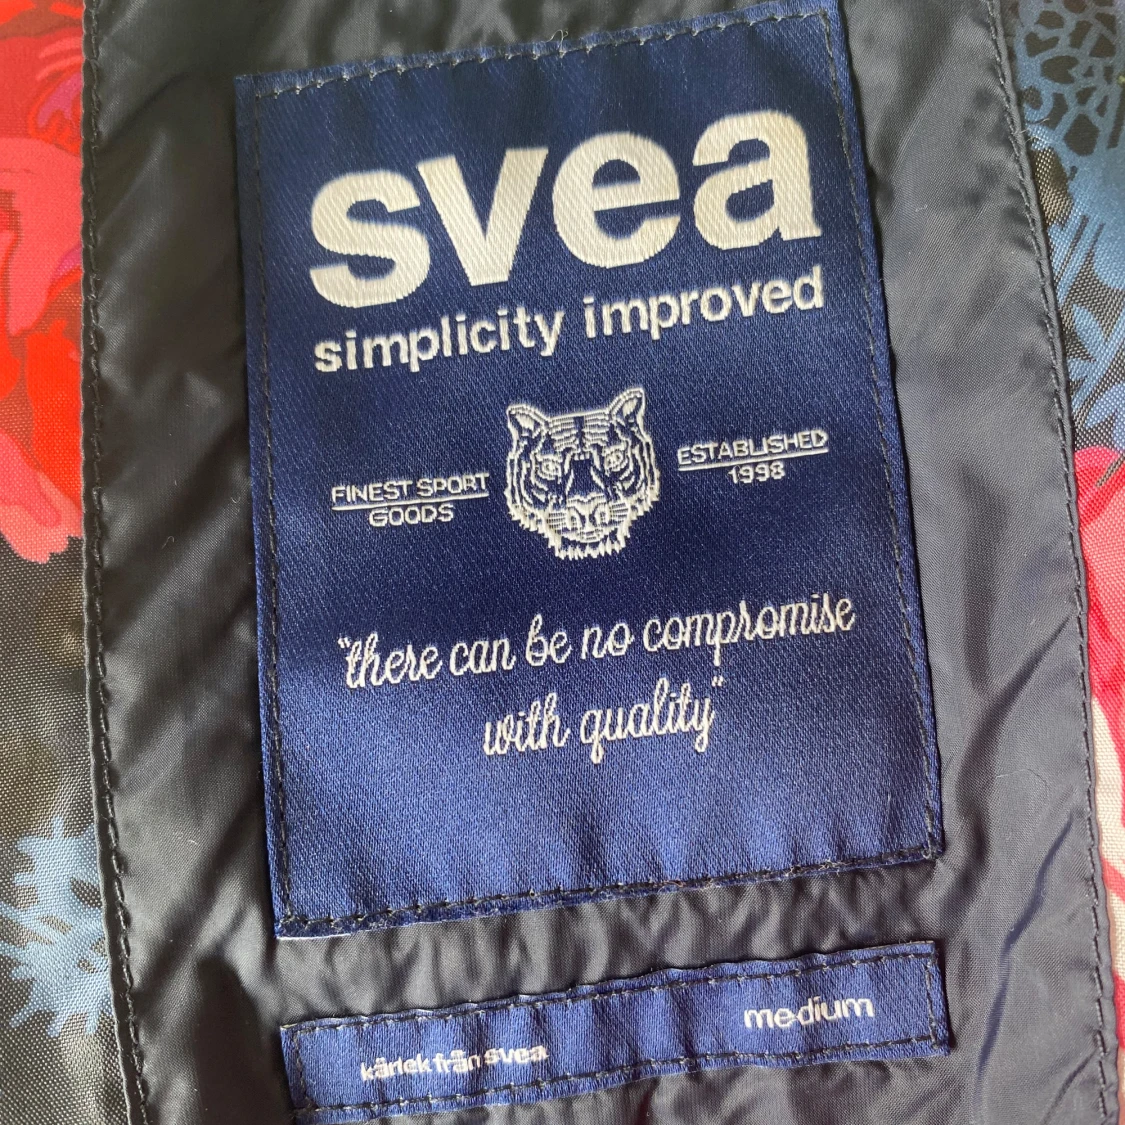 svea
simplicity improved
FINEST SPORT
GOODS
ESTABLISHED
1998
"there can be no compromise
with quality"
kärlek från svea
medium